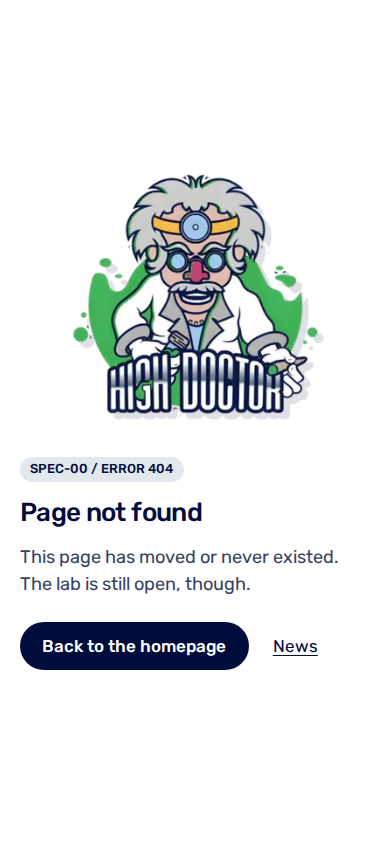 HIGH DOCTOR
SPEC-00 / ERROR 404
Page not found
This page has moved or never existed.
The lab is still open, though.
Back to the homepage
News